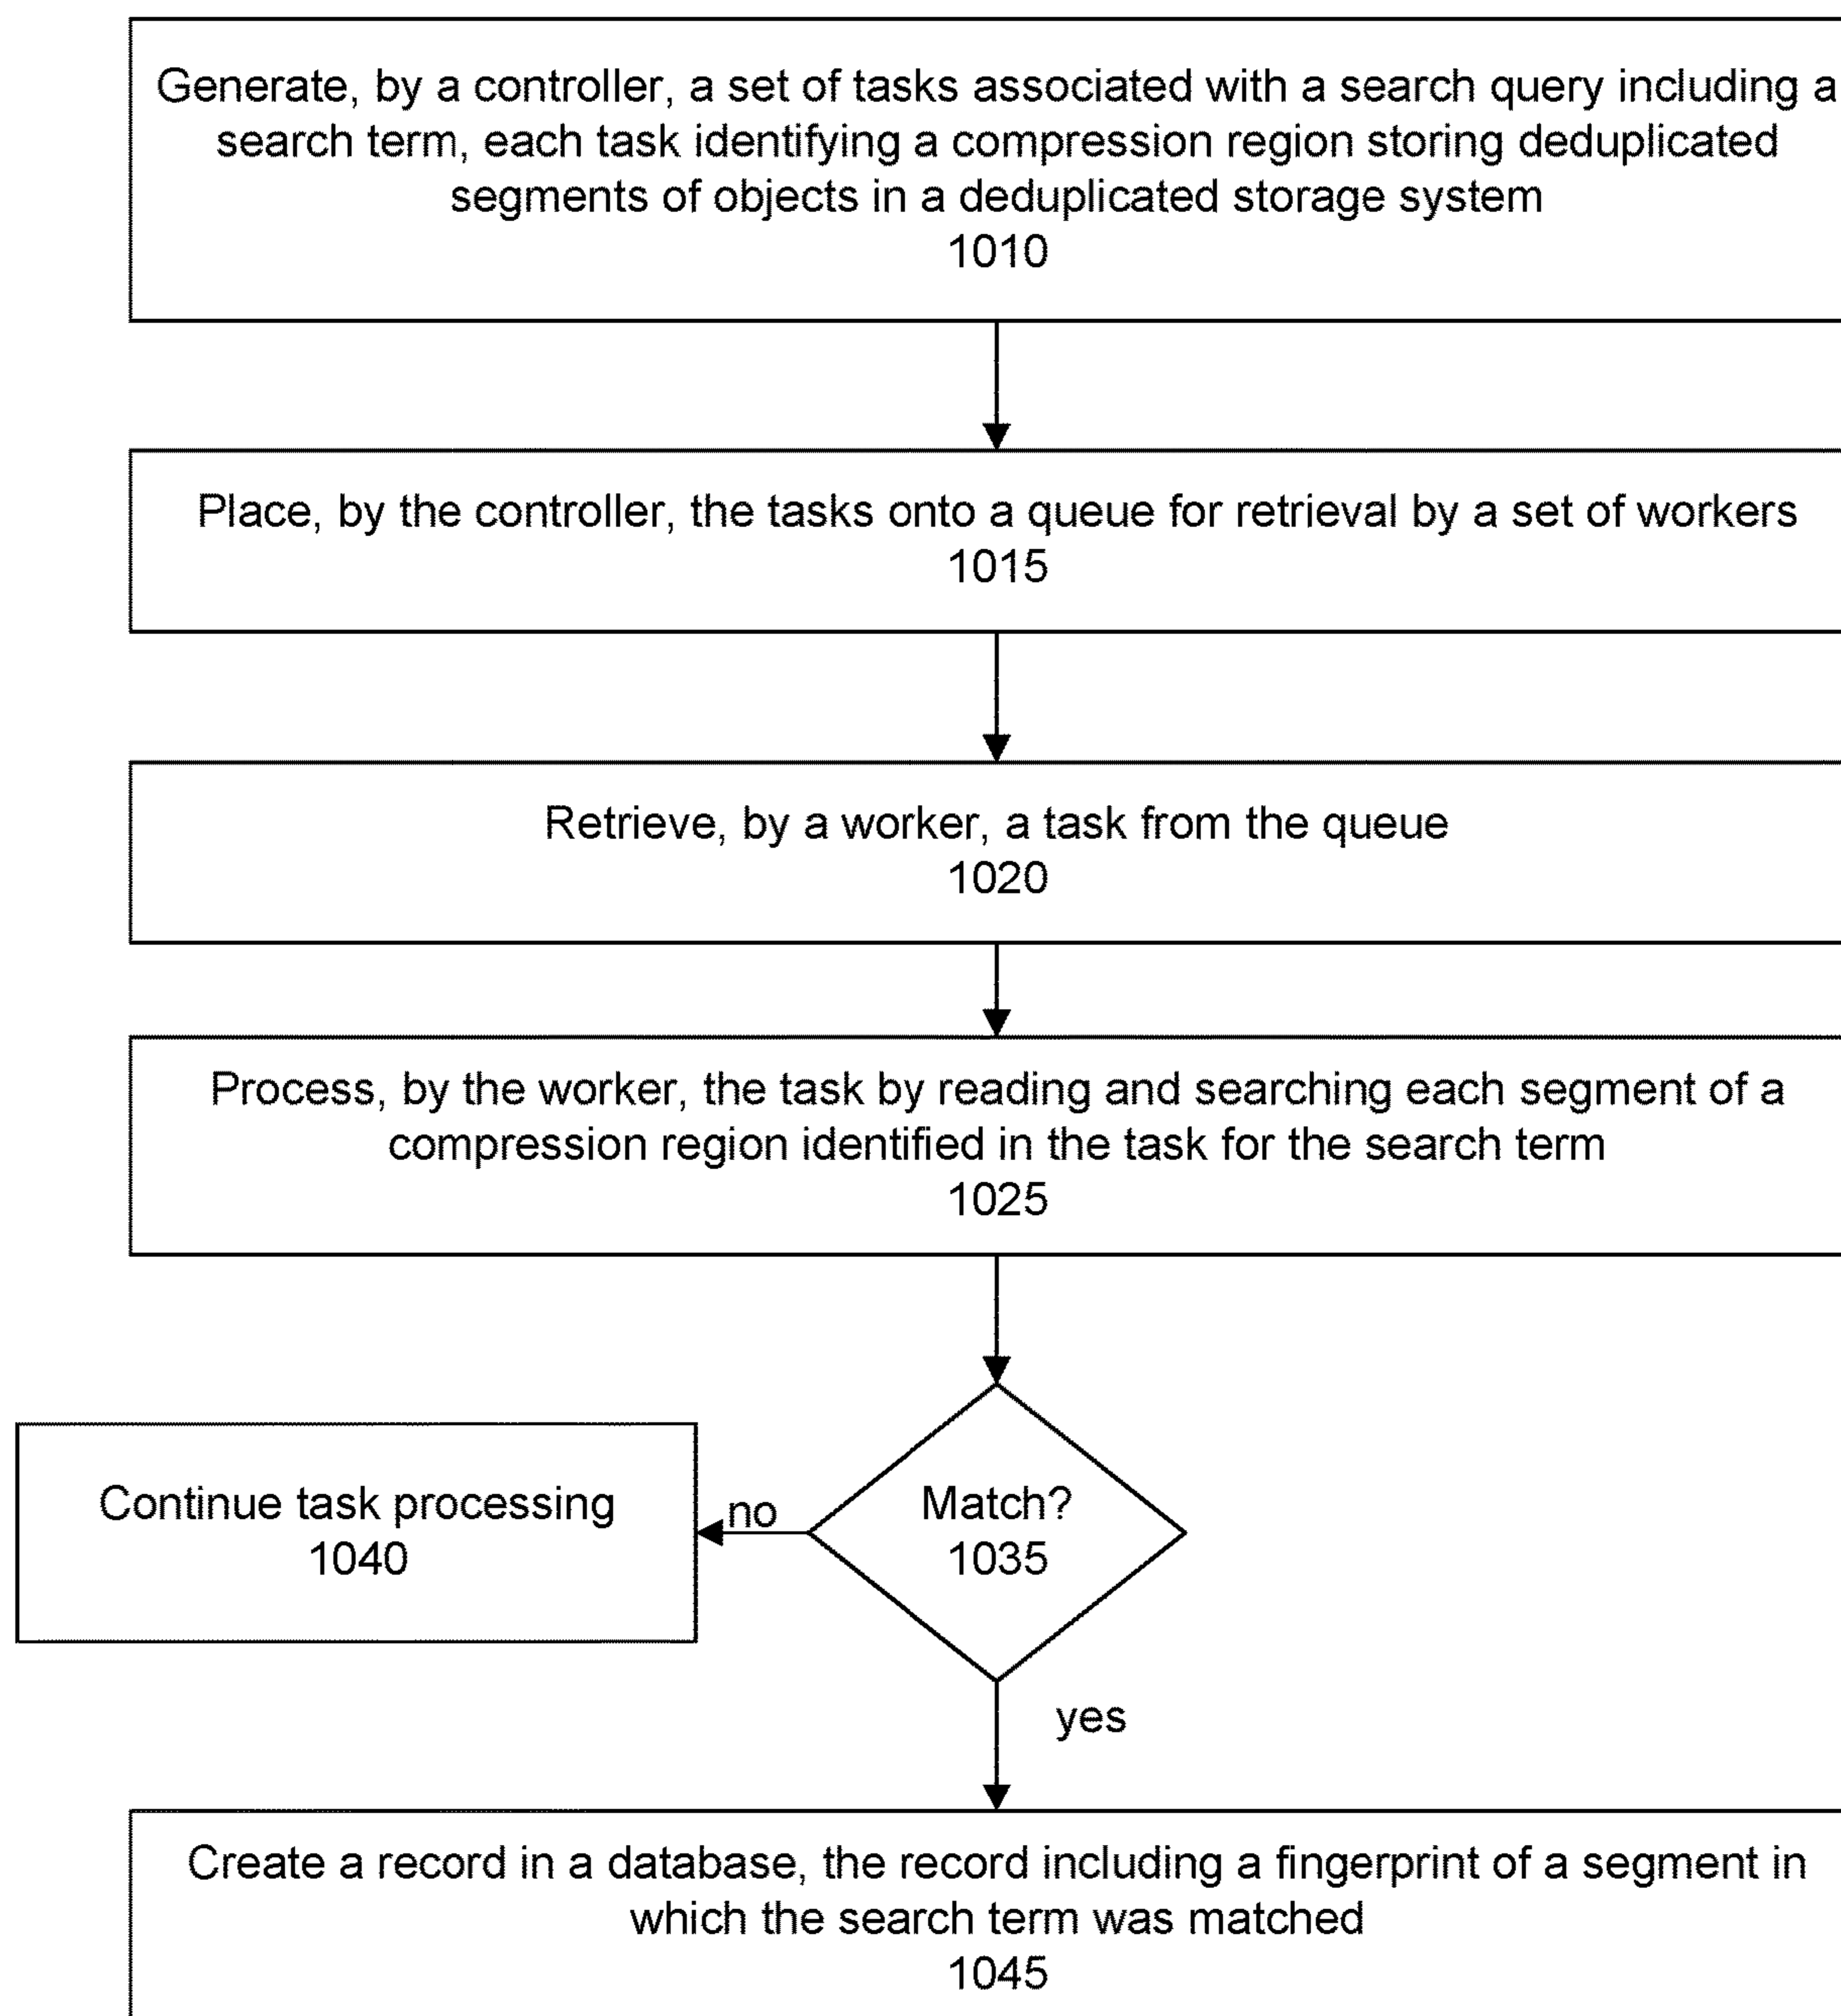 Generate, by a controller, a set of tasks associated with a search query including a
search term, each task identifying a compression region storing deduplicated
segments of objects in a deduplicated storage system
1010
Place, by the controller, the tasks onto a queue for retrieval by a set of workers
1015
Retrieve, by a worker, a task from the queue
1020
Process, by the worker, the task by reading and searching each segment of a
compression region identified in the task for the search term
1025
Match?
1035
no
Continue task processing
1040
yes
Create a record in a database, the record including a fingerprint of a segment in
which the search term was matched
1045